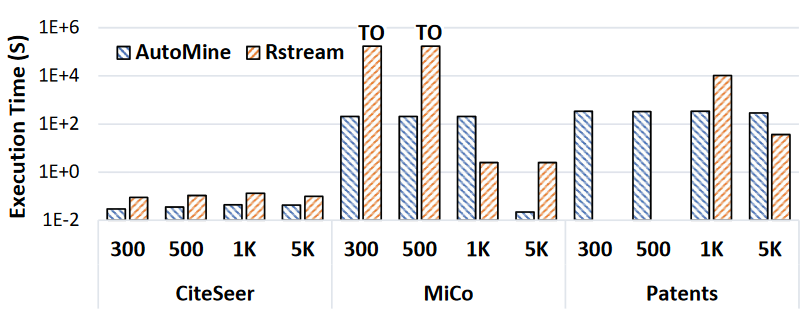 Execution Time (S)
1E+6
1E+4
1E+2
1E+0
1E-2
AutoMine Rstream
TO TO
300 500 1K 5K 300 500 1K 5K 300 500 1K 5K
CiteSeer MiCo Patents